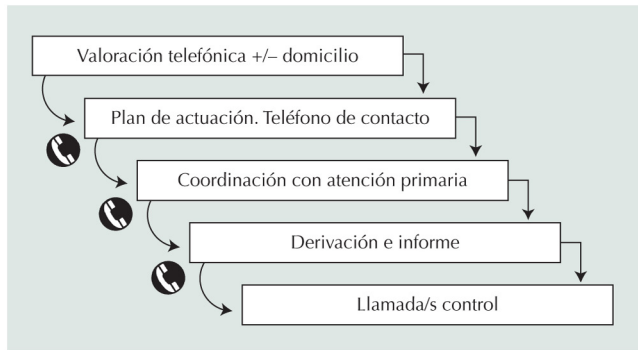 Valoración telefónica +/– domicilio
Plan de actuación. Teléfono de contacto
Coordinación con atención primaria
Derivación e informe
Llamada/s control